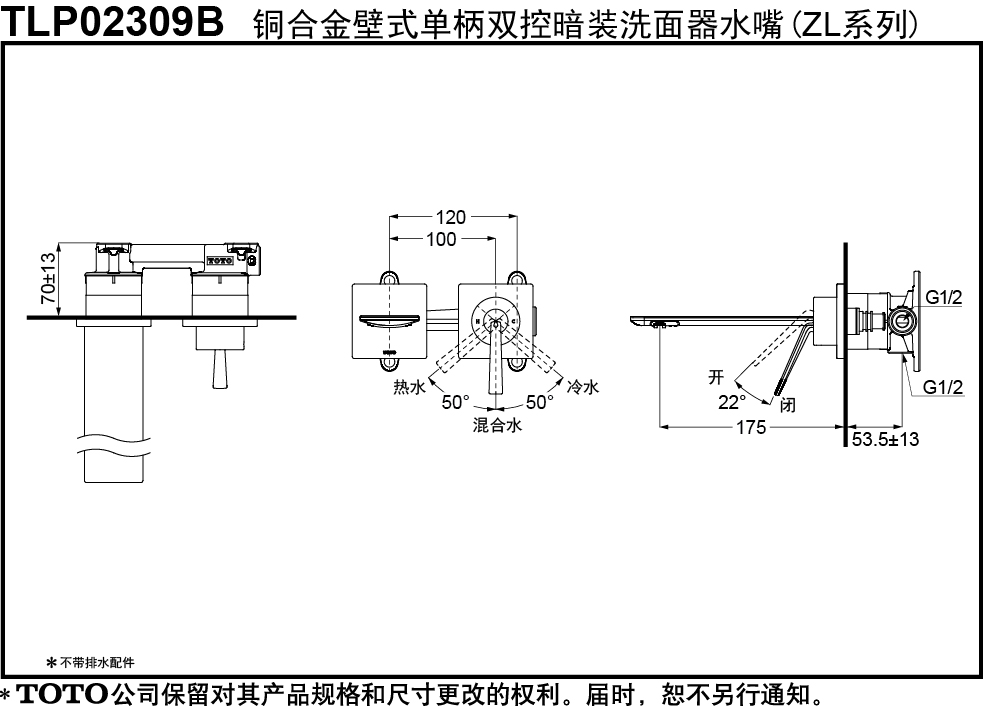 TLP02309B 铜合金壁式单柄双控暗装洗面器水嘴(ZL系列)
120
100
70±13
TOTO
H C
TOTO
热水 冷水
50° 50°
混合水
G1/2
G1/2
开
22° 闭
175
53.5±13
＊不带排水配件
＊TOTO公司保留对其产品规格和尺寸更改的权利。届时，恕不另行通知。